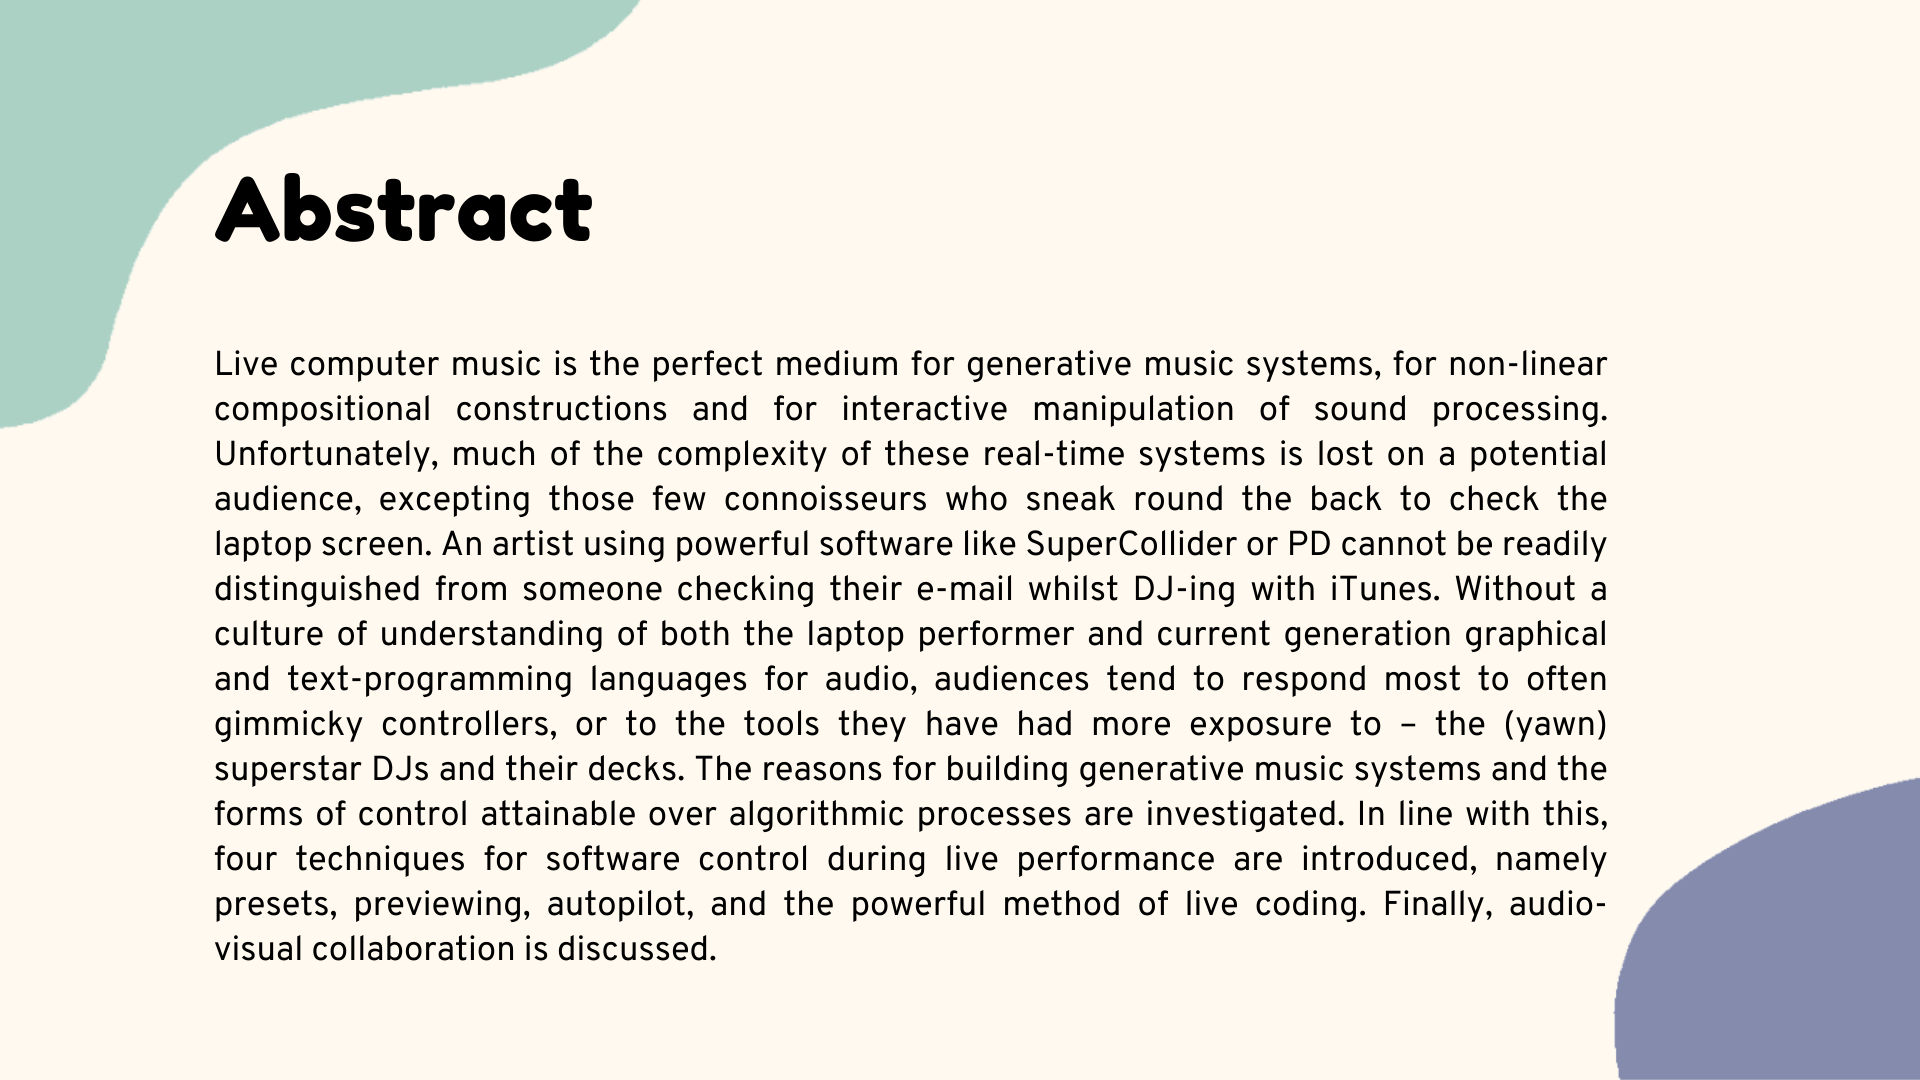 Abstract
Live computer music is the perfect medium for generative music systems, for non-linear
compositional constructions and for interactive manipulation of sound processing.
Unfortunately, much of the complexity of these real-time systems is lost on a potential
audience, excepting those few connoisseurs who sneak round the back to check the
laptop screen. An artist using powerful software like SuperCollider or PD cannot be readily
distinguished from someone checking their e-mail whilst DJ-ing with iTunes. Without a
culture of understanding of both the laptop performer and current generation graphical
and text-programming languages for audio, audiences tend to respond most to often
gimmicky controllers, or to the tools they have had more exposure to – the (yawn)
superstar DJs and their decks. The reasons for building generative music systems and the
forms of control attainable over algorithmic processes are investigated. In line with this,
four techniques for software control during live performance are introduced, namely
presets, previewing, autopilot, and the powerful method of live coding. Finally, audio-
visual collaboration is discussed.